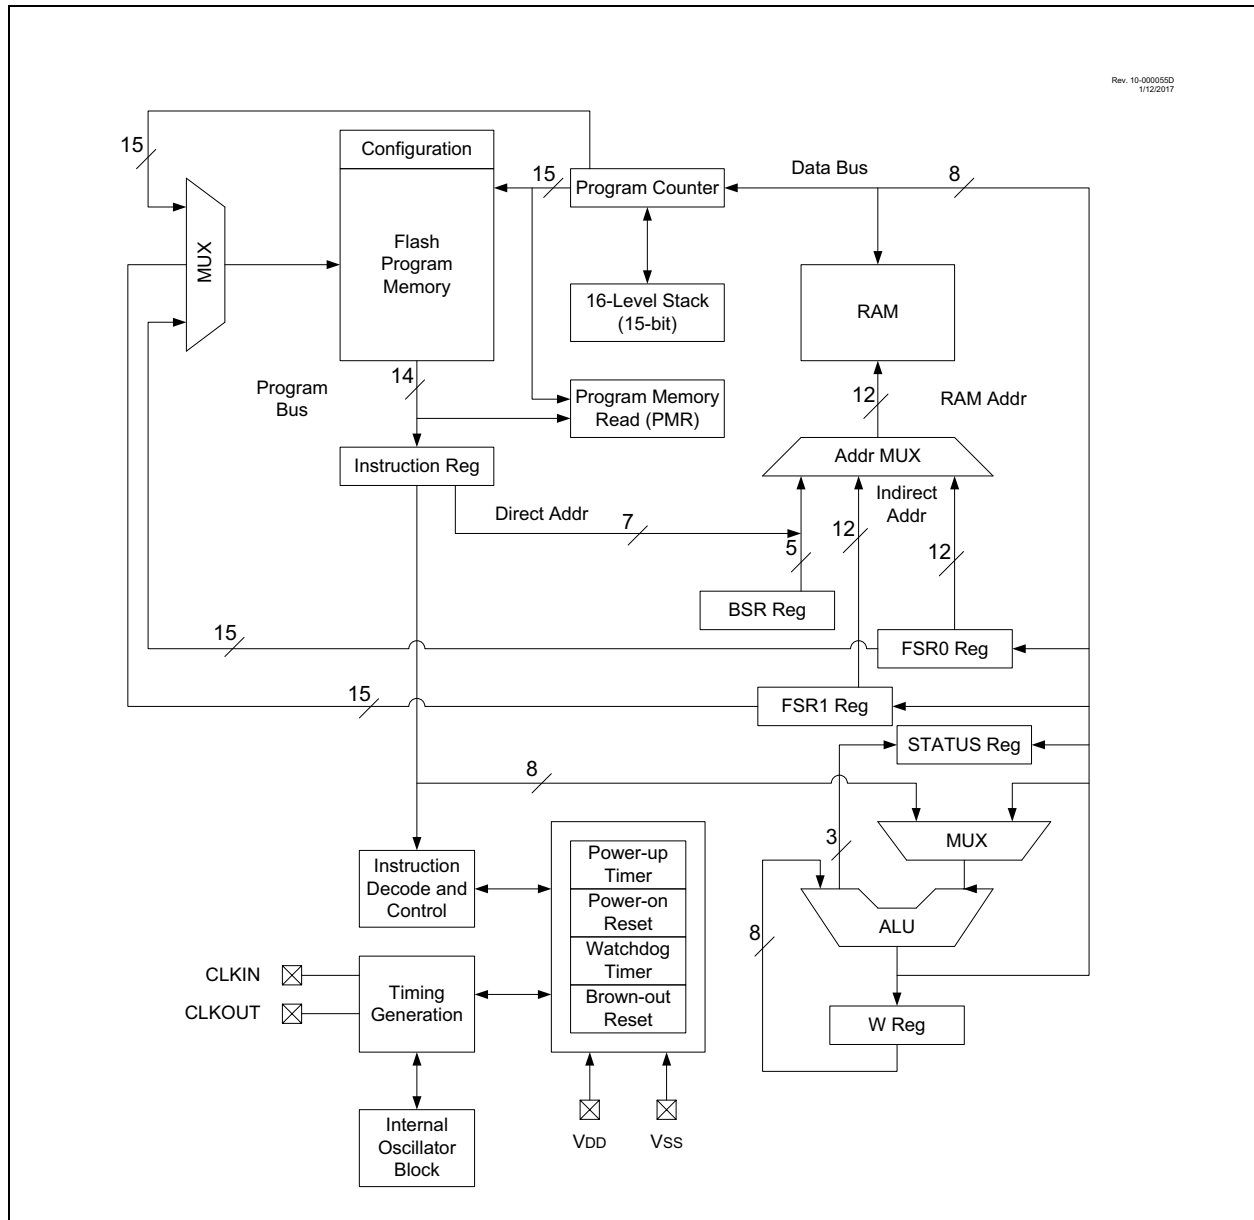 Rev. 10-000055D
1/12/2017
15
Configuration
15
Program Counter
Data Bus
8
MUX
Flash
Program
Memory
16-Level Stack
(15-bit)
RAM
Program
Bus
14
Program Memory
Read (PMR)
12
RAM Addr
Instruction Reg
Addr MUX
Direct Addr
7
Indirect
Addr
5
12
12
BSR Reg
15
FSR0 Reg
15
FSR1 Reg
STATUS Reg
8
3
MUX
Instruction
Decode and
Control
Power-up
Timer
Power-on
Reset
Watchdog
Timer
Brown-out
Reset
8
ALU
CLKIN
CLKOUT
Timing
Generation
W Reg
Internal
Oscillator
Block
VDD
VSS